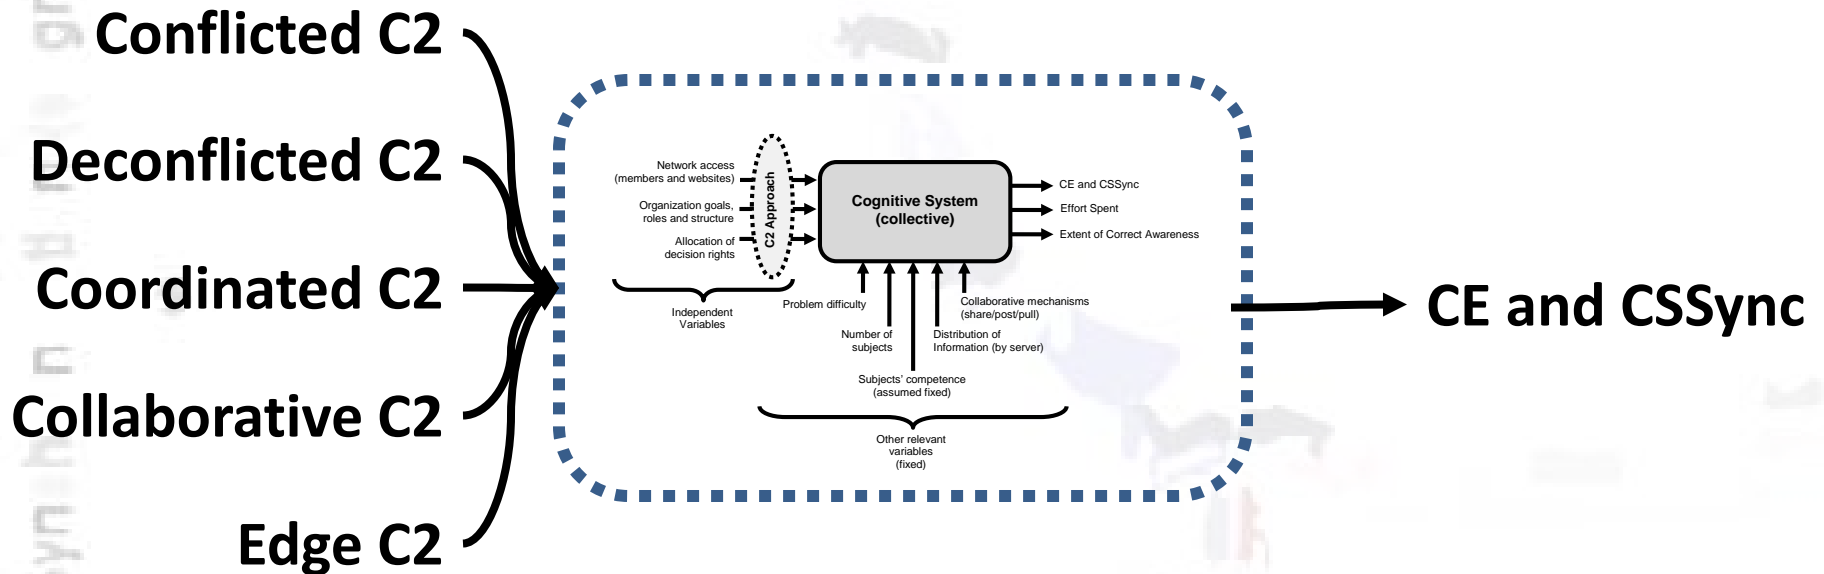 Conflicted C2
Deconflicted C2
Coordinated C2
Collaborative C2
Edge C2
Network access
(members and websites)
Organization goals,
roles and structure
Allocation of
decision rights
C2 Approach
Independent
Variables
Cognitive System
(collective)
CE and CSSync
Effort Spent
Extent of Correct Awareness
Problem difficulty
Number of
subjects
Subjects' competence
(assumed fixed)
Distribution of
Information (by server)
Collaborative mechanisms
(share/post/pull)
Other relevant
variables
(fixed)
CE and CSSync